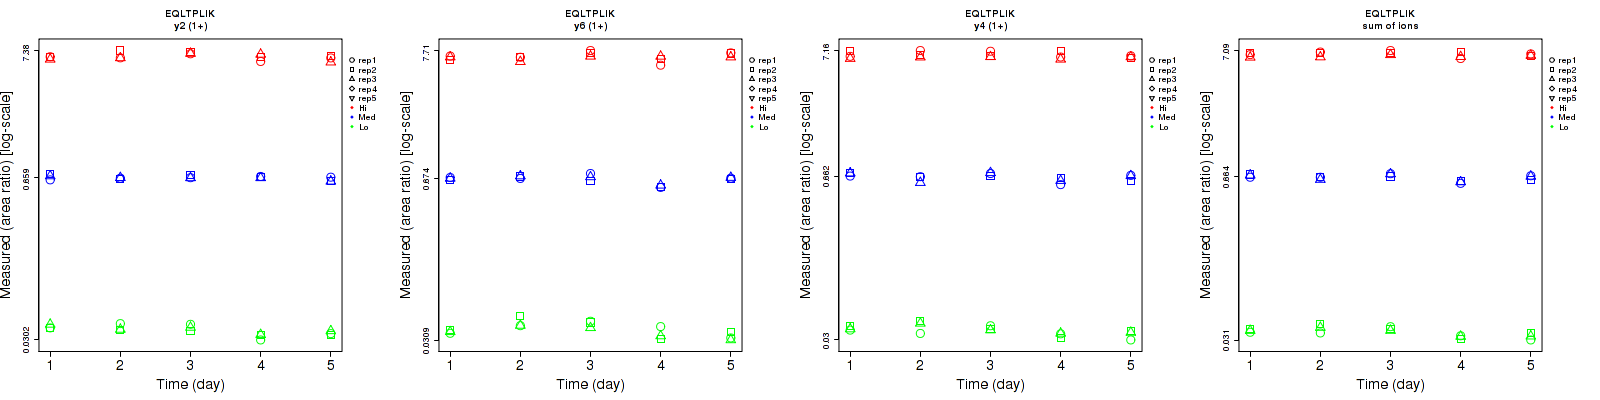 EQLTPLIK
y2 (1+)
Measured (area ratio) [log-scale]
7.38
0.659
0.0302
1 2 3 4 5
Time (day)
rep1
rep2
rep3
rep4
rep5
Hi
Med
Lo
EQLTPLIK
y6 (1+)
Measured (area ratio) [log-scale]
7.71
0.674
0.0309
1 2 3 4 5
Time (day)
rep1
rep2
rep3
rep4
rep5
Hi
Med
Lo
EQLTPLIK
y4 (1+)
Measured (area ratio) [log-scale]
7.16
0.662
0.03
1 2 3 4 5
Time (day)
rep1
rep2
rep3
rep4
rep5
Hi
Med
Lo
EQLTPLIK
sum of ions
Measured (area ratio) [log-scale]
7.09
0.664
0.031
1 2 3 4 5
Time (day)
rep1
rep2
rep3
rep4
rep5
Hi
Med
Lo